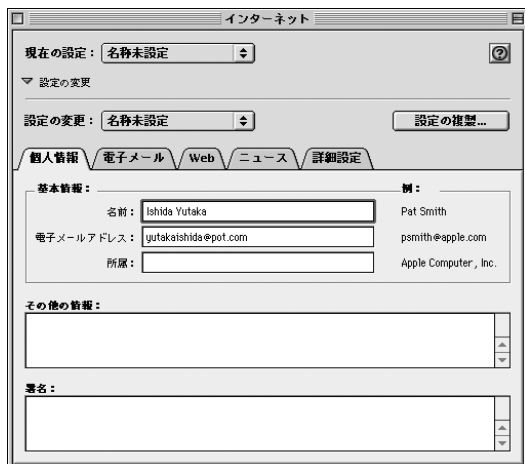 インターネット
現在の設定： 名称未設定
設定の変更
設定の変更： 名称未設定 設定の複製...
個人情報 電子メール Web ニュース 詳細設定
基本情報： 例：
名前： Ishida Yutaka Pat Smith
電子メールアドレス： yutakaishida@pot.com psmith@apple.com
所属： Apple Computer, Inc.
その他の情報：
署名：